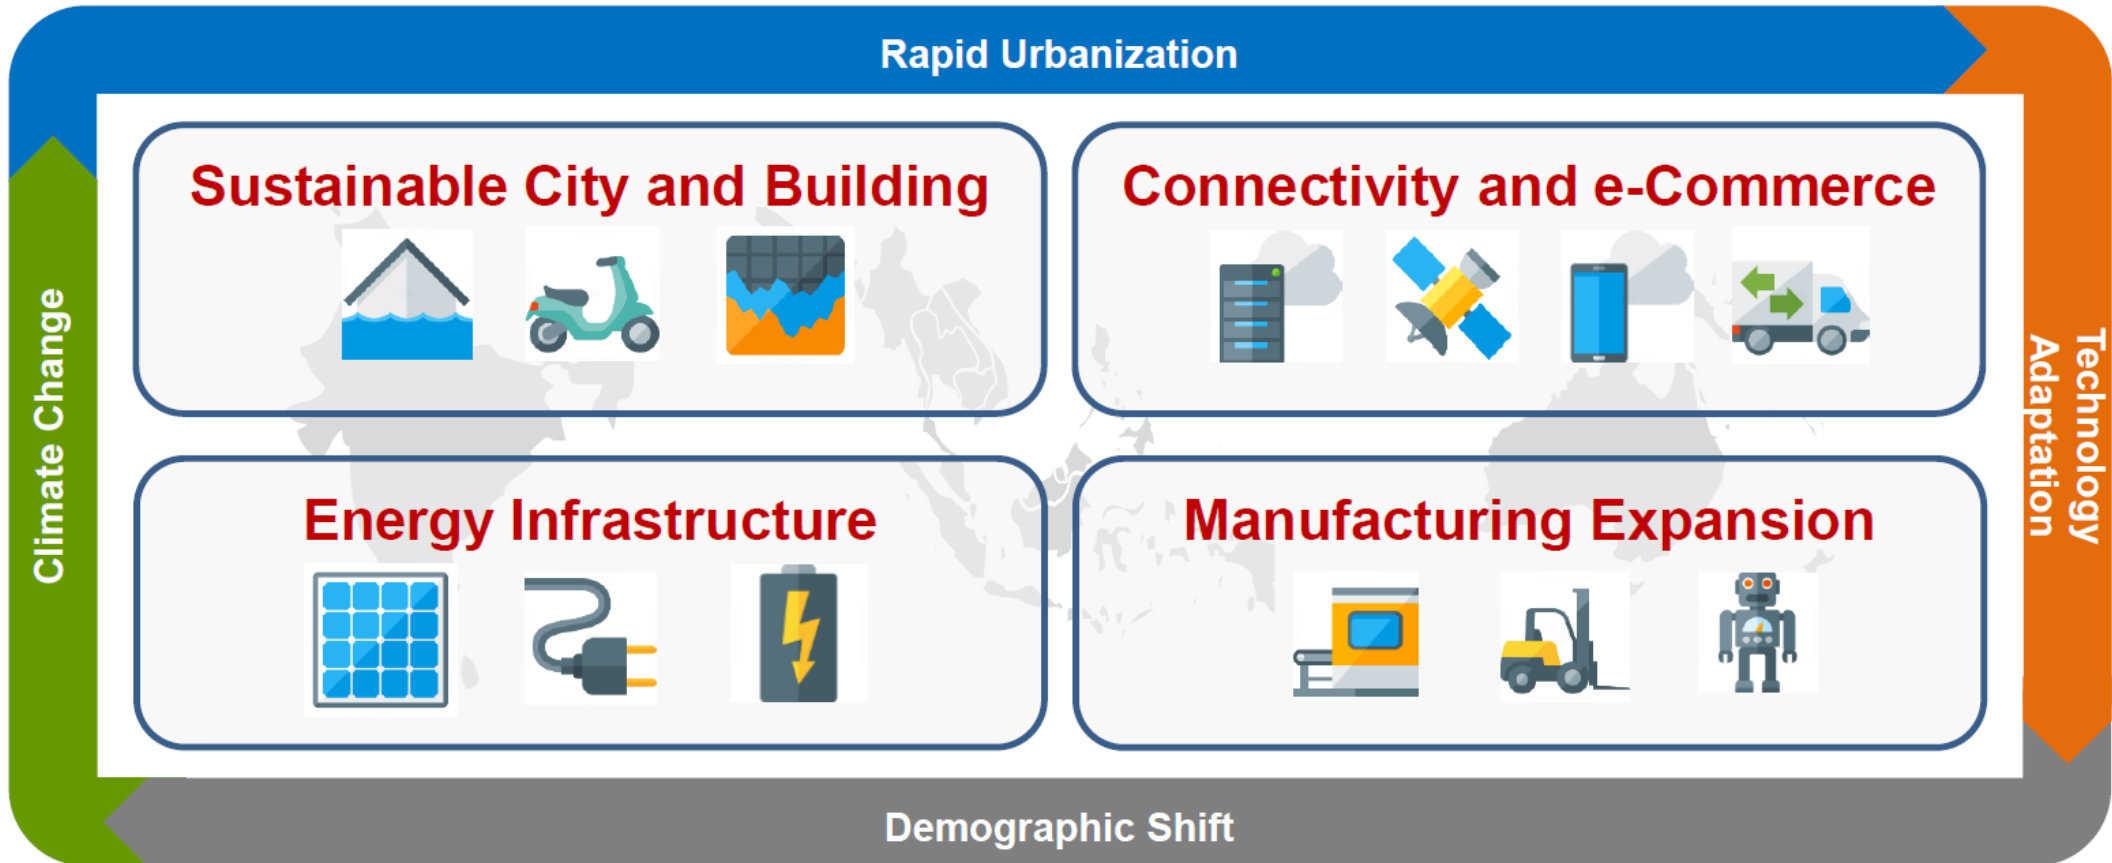 Rapid Urbanization
Sustainable City and Building
Connectivity and e-Commerce
Climate Change
Technology
Adaptation
Energy Infrastructure
Manufacturing Expansion
Demographic Shift